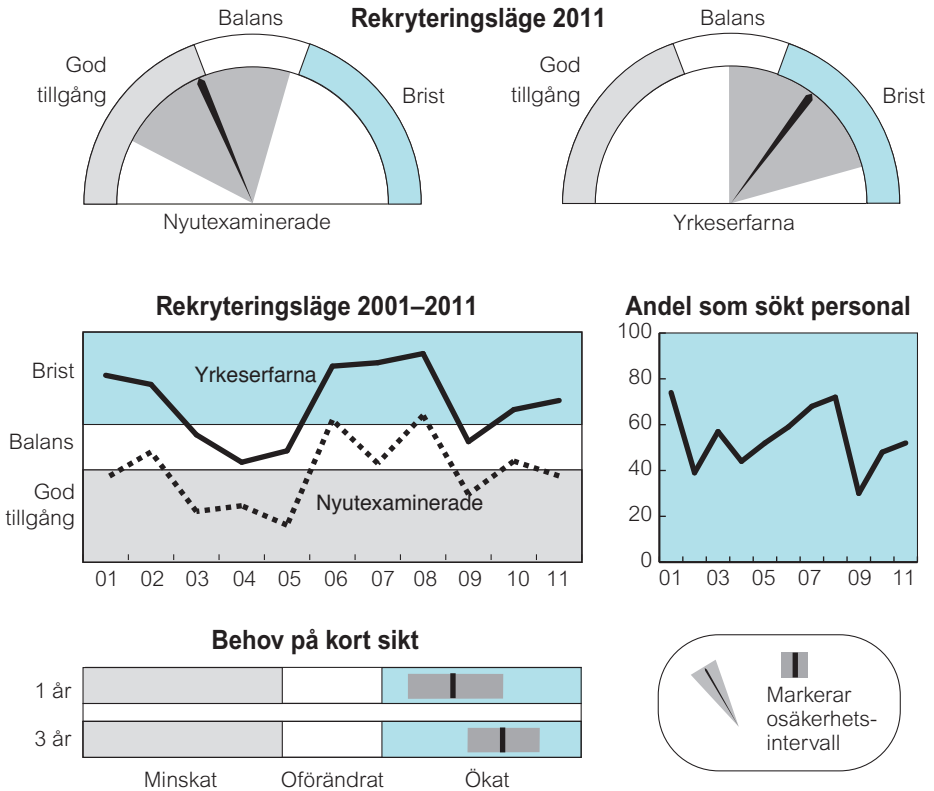 Rekryteringsläge 2011
Balans
God
tillgång
Brist
Nyutexaminerade
Balans
God
tillgång
Brist
Yrkeserfarna
Rekryteringsläge 2001–2011
Brist
Balans
God
tillgång
Yrkeserfarna
Nyutexaminerade
01 02 03 04 05 06 07 08 09 10 11
Andel som sökt personal
100
80
60
40
20
0
01 03 05 07 09 11
Behov på kort sikt
1 år
3 år
Minskat Oförändrat Ökat
Markerar
osäkerhets-
intervall